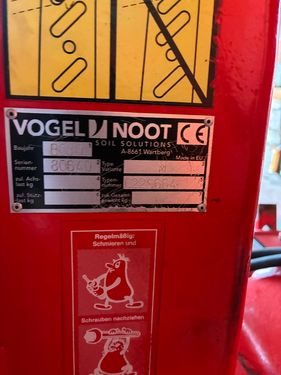 VOGEL NOOT CE
SOIL SOLUTIONS
A-8661 Wartberg
Made in EU
Baujahr
Serien- Type
nummer Variante
zul. Achs- Typen-
last kg nummer
zul. Stütz- zul. Gesamt-
last kg gewicht kg
Regelmäßig:
Schmieren und
Schrauben nachziehen